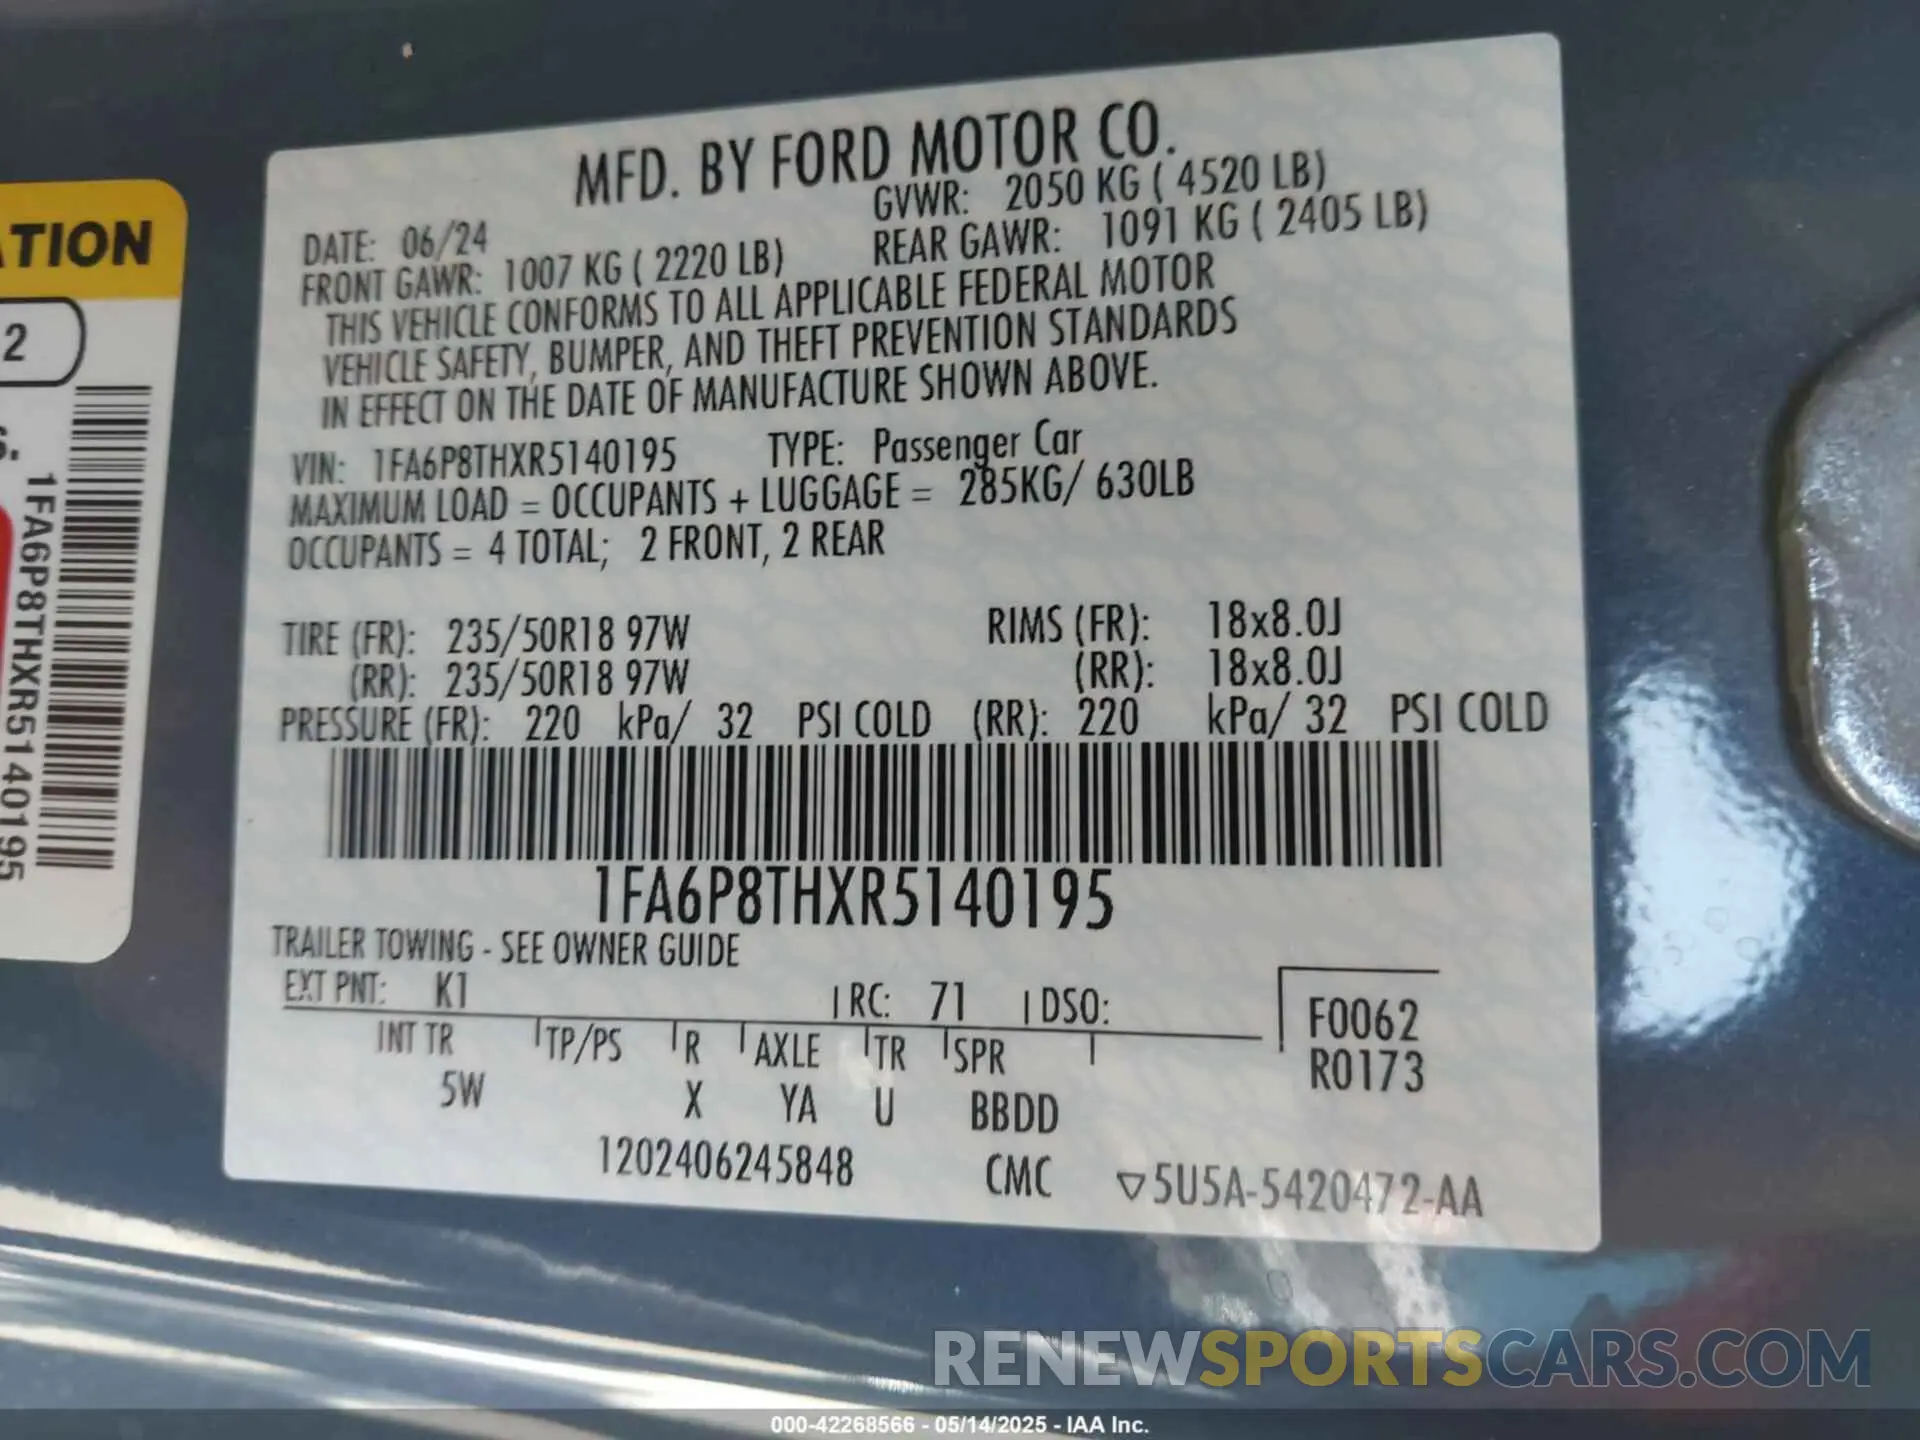 MFD. BY FORD MOTOR CO.
DATE: 06/24 GVWR: 2050 KG ( 4520 LB)
FRONT GAWR: 1007 KG ( 2220 LB) REAR GAWR: 1091 KG ( 2405 LB)
THIS VEHICLE CONFORMS TO ALL APPLICABLE FEDERAL MOTOR
VEHICLE SAFETY, BUMPER, AND THEFT PREVENTION STANDARDS
IN EFFECT ON THE DATE OF MANUFACTURE SHOWN ABOVE.
VIN: 1FA6P8THXR5140195 TYPE: Passenger Car
MAXIMUM LOAD = OCCUPANTS + LUGGAGE = 285KG/ 630LB
OCCUPANTS = 4 TOTAL; 2 FRONT, 2 REAR
TIRE (FR): 235/50R18 97W RIMS (FR): 18x8.0J
(RR): 235/50R18 97W (RR): 18x8.0J
PRESSURE (FR): 220 kPa/ 32 PSI COLD (RR): 220 kPa/ 32 PSI COLD
1FA6P8THXR5140195
TRAILER TOWING - SEE OWNER GUIDE
EXT PNT: K1 RC: 71 DSO:
INT TR TP/PS R AXLE TR SPR
5W X YA U BBDD
F0062
R0173
1202406245848 CMC ▽5U5A-5420472-AA
ATION
2
S.
1FA6P8THXR5140195
RENEWSPORTSCARS.COM
000-42268566 - 05/14/2025 - IAA Inc.